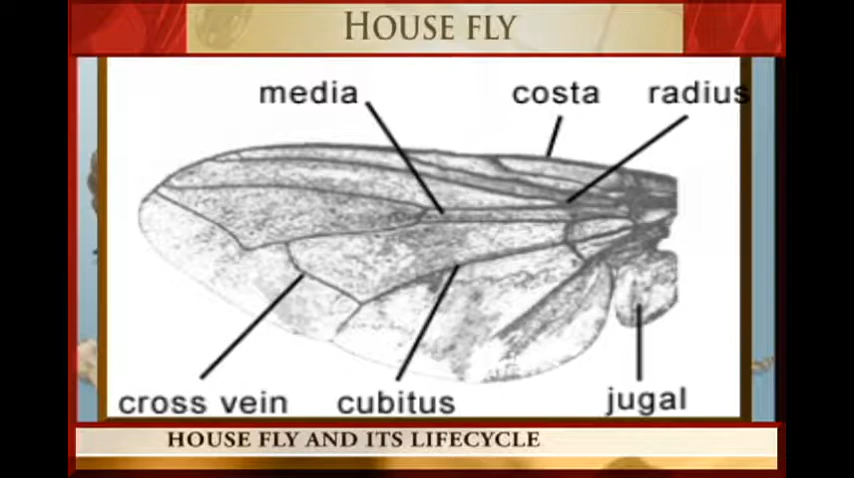 HOUSE FLY
media costa radius
cross vein cubitus jugal
HOUSE FLY AND ITS LIFECYCLE